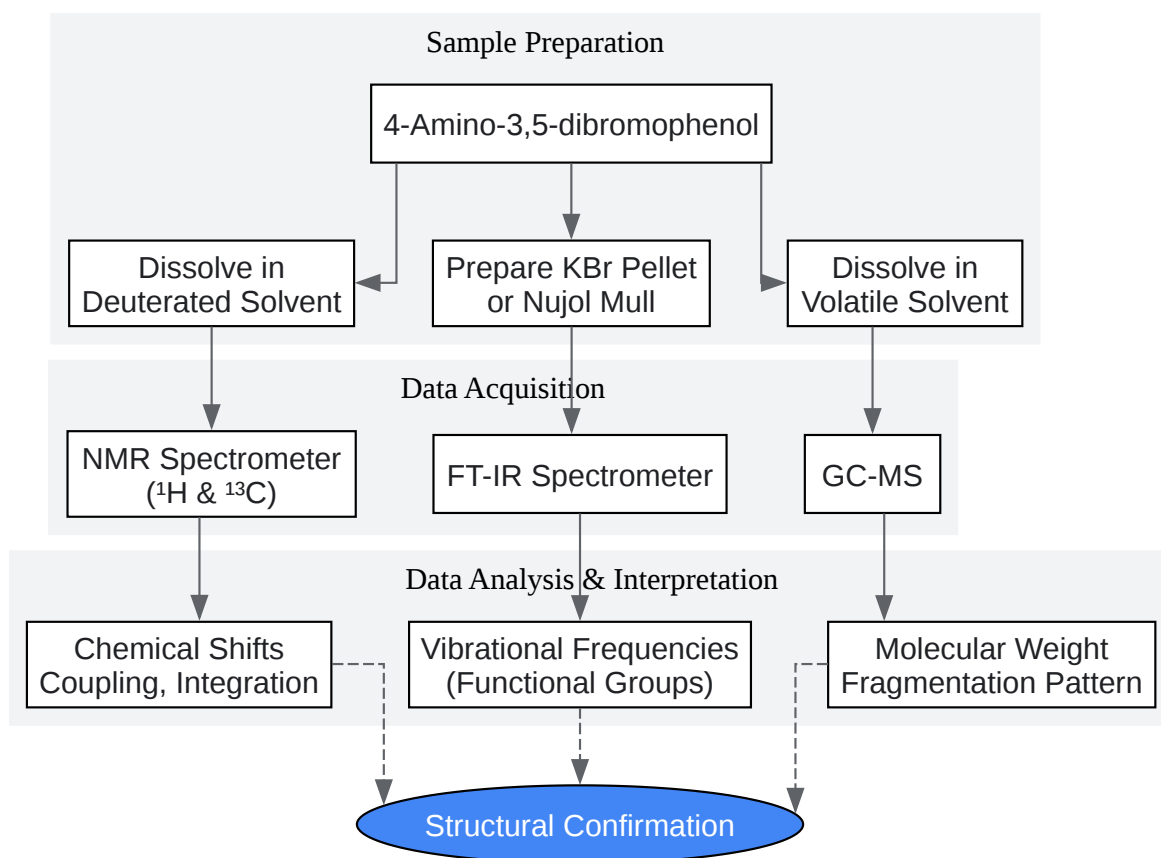 Sample Preparation
4-Amino-3,5-dibromophenol
Dissolve in
Deuterated Solvent
Prepare KBr Pellet
or Nujol Mull
Dissolve in
Volatile Solvent
Data Acquisition
NMR Spectrometer
(¹H & ¹³C)
FT-IR Spectrometer
GC-MS
Data Analysis & Interpretation
Chemical Shifts
Coupling, Integration
Vibrational Frequencies
(Functional Groups)
Molecular Weight
Fragmentation Pattern
Structural Confirmation